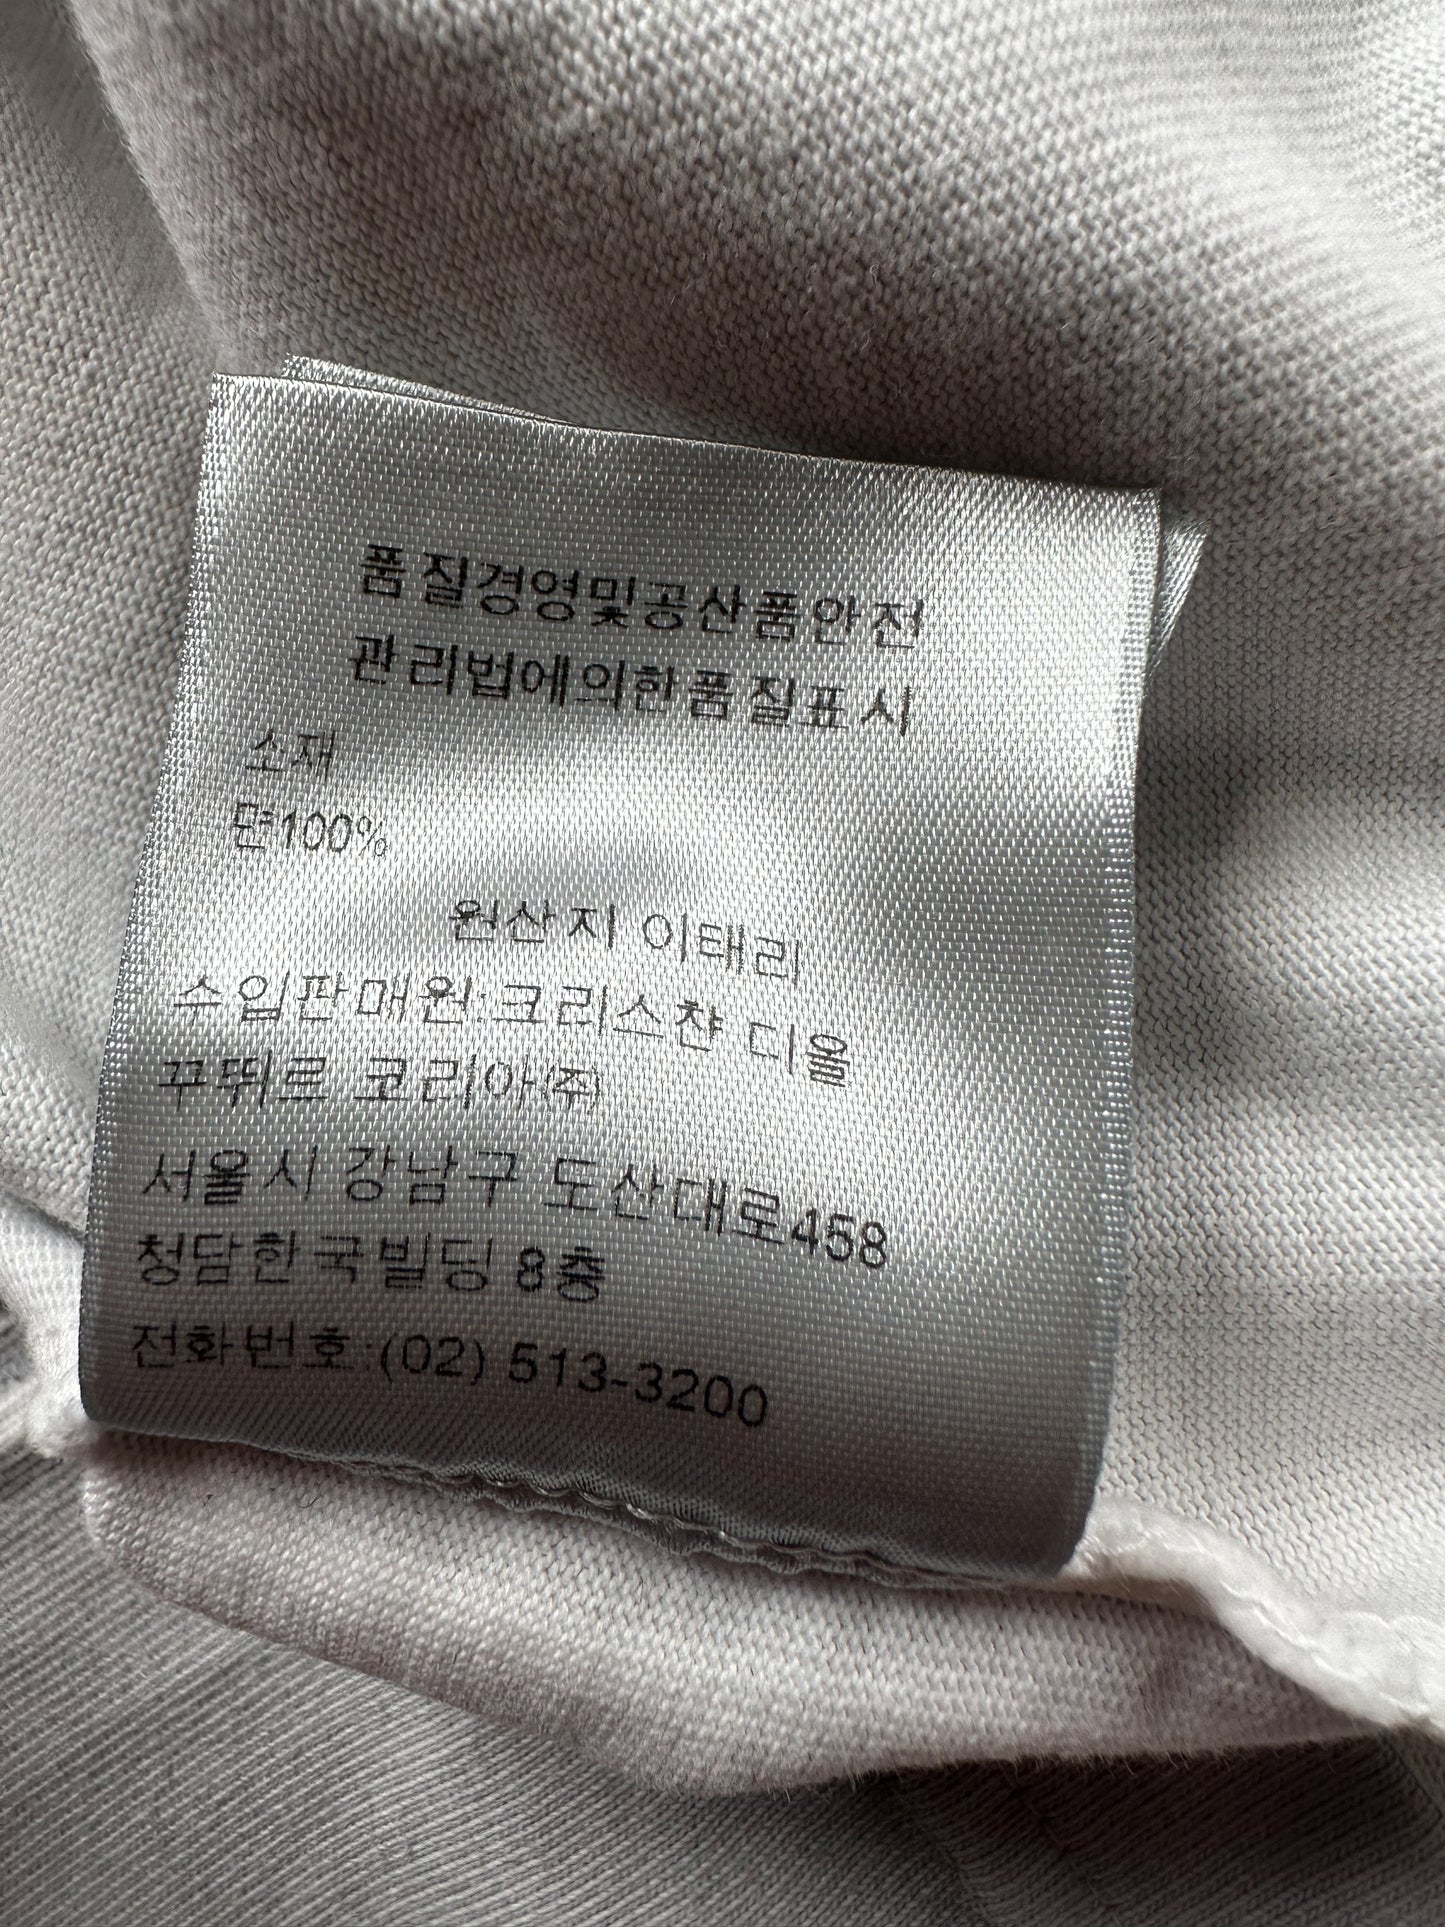 품질경영및공산품안전
관리법에의한품질표시
소재
면100%
원산지 이태리
수입판매원:크리스챤 디올
꾸뛰르 코리아(주)
서울시 강남구 도산대로458
청담한국빌딩 8층
전화번호:(02) 513-3200